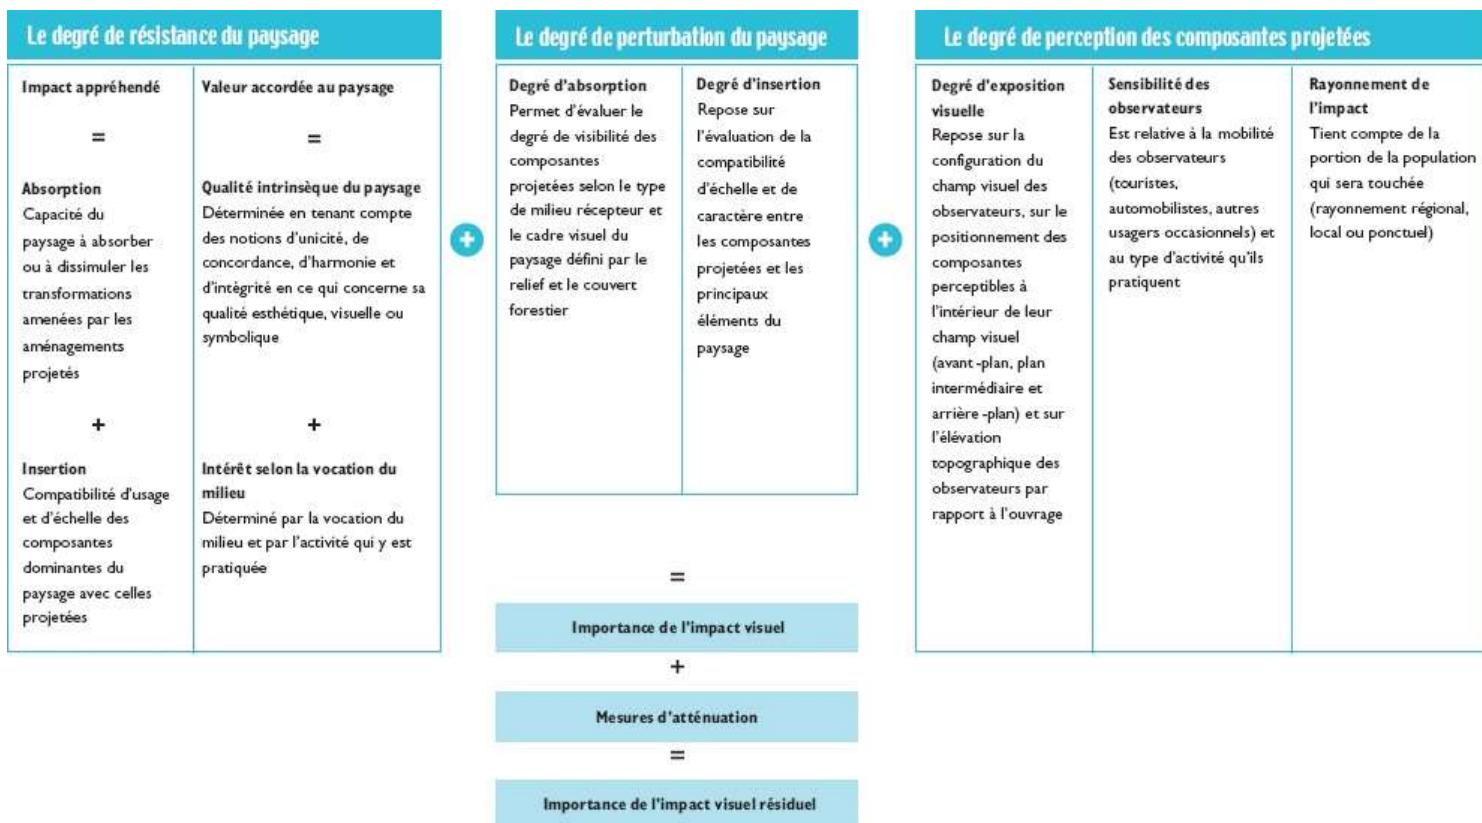 Le degré de résistance du paysage
Impact appréhendé
=
Absorption
Capacité du
paysage à absorber
ou à dissimuler les
transformations
amenées par les
aménagements
projetés
+
Insertion
Compatibilité d'usage
et d'échelle des
composantes
dominantes du
paysage avec celles
projetées
Valeur accordée au paysage
=
Qualité intrinsèque du paysage
Déterminée en tenant compte
des notions d'unicité, de
concordance, d'harmonie et
d'intégrité en ce qui concerne sa
qualité esthétique, visuelle ou
symbolique
+
Intérêt selon la vocation du
milieu
Déterminé par la vocation du
milieu et par l'activité qui y est
pratiquée
+
Le degré de perturbation du paysage
Degré d'absorption
Permet d'évaluer le
degré de visibilité des
composantes
projetées selon le type
de milieu récepteur et
le cadre visuel du
paysage défini par le
relief et le couvert
forestier
Degré d'insertion
Repose sur
l'évaluation de la
compatibilité
d'échelle et de
caractère entre
les composantes
projetées et les
principaux
éléments du
paysage
+
Le degré de perception des composantes projetées
Degré d'exposition
visuelle
Repose sur la
configuration du
champ visuel des
observateurs, sur le
positionnement des
composantes
perceptibles à
l'intérieur de leur
champ visuel
(avant-plan, plan
intermédiaire et
arrière-plan) et sur
l'élévation
topographique des
observateurs par
rapport à l'ouvrage
Sensibilité des
observateurs
Est relative à la mobilité
des observateurs
(touristes,
automobilistes, autres
usagers occasionnels) et
au type d'activité qu'ils
pratiquent
Rayonnement de
l'impact
Tient compte de la
portion de la population
qui sera touchée
(rayonnement régional,
local ou ponctuel)
=
Importance de l'impact visuel
+
Mesures d'atténuation
=
Importance de l'impact visuel résiduel